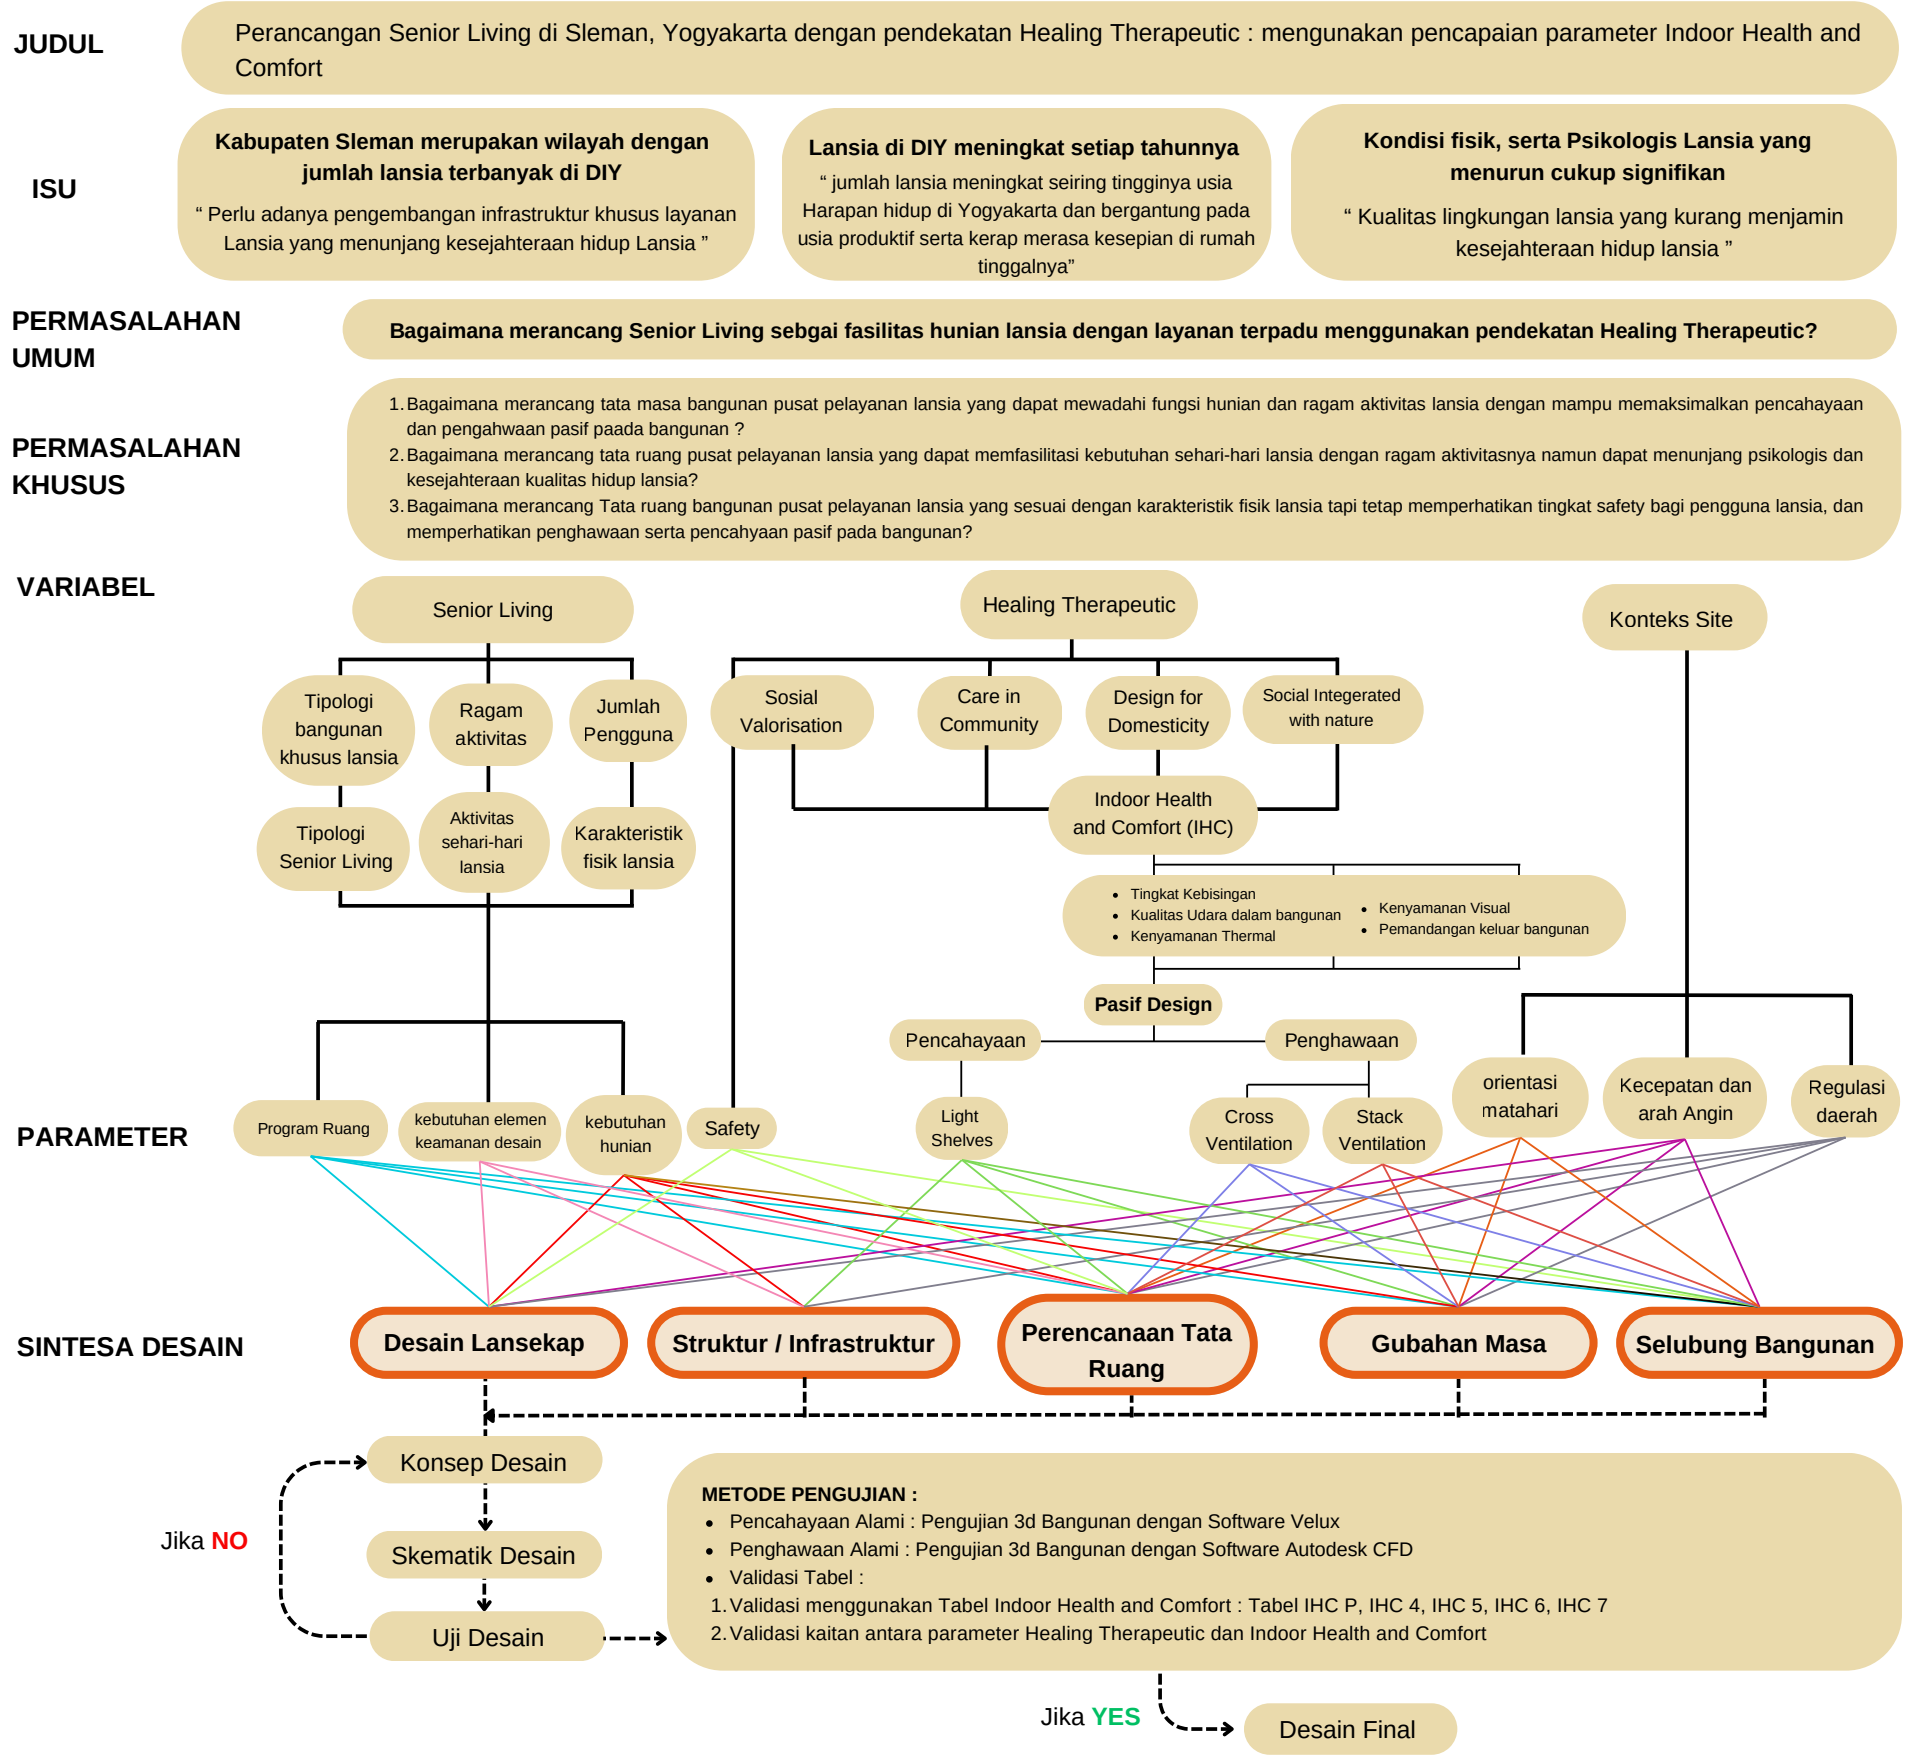 JUDUL
Perancangan Senior Living di Sleman, Yogyakarta dengan pendekatan Healing Therapeutic : mengunakan pencapaian parameter Indoor Health and
Comfort
ISU
Kabupaten Sleman merupakan wilayah dengan
jumlah lansia terbanyak di DIY
“ Perlu adanya pengembangan infrastruktur khusus layanan
Lansia yang menunjang kesejahteraan hidup Lansia ”
Lansia di DIY meningkat setiap tahunnya
“ jumlah lansia meningkat seiring tingginya usia
Harapan hidup di Yogyakarta dan bergantung pada
usia produktif serta kerap merasa kesepian di rumah
tinggalnya”
Kondisi fisik, serta Psikologis Lansia yang
menurun cukup signifikan
“ Kualitas lingkungan lansia yang kurang menjamin
kesejahteraan hidup lansia ”
PERMASALAHAN
UMUM
Bagaimana merancang Senior Living sebgai fasilitas hunian lansia dengan layanan terpadu menggunakan pendekatan Healing Therapeutic?
PERMASALAHAN
KHUSUS
1. Bagaimana merancang tata masa bangunan pusat pelayanan lansia yang dapat mewadahi fungsi hunian dan ragam aktivitas lansia dengan mampu memaksimalkan pencahayaan
dan pengahwaan pasif paada bangunan ?
2. Bagaimana merancang tata ruang pusat pelayanan lansia yang dapat memfasilitasi kebutuhan sehari-hari lansia dengan ragam aktivitasnya namun dapat menunjang psikologis dan
kesejahteraan kualitas hidup lansia?
3. Bagaimana merancang Tata ruang bangunan pusat pelayanan lansia yang sesuai dengan karakteristik fisik lansia tapi tetap memperhatikan tingkat safety bagi pengguna lansia, dan
memperhatikan penghawaan serta pencahyaan pasif pada bangunan?
VARIABEL
Senior Living
Healing Therapeutic
Konteks Site
Tipologi
bangunan
khusus lansia
Ragam
aktivitas
Jumlah
Pengguna
Sosial
Valorisation
Care in
Community
Design for
Domesticity
Social Integerated
with nature
Tipologi
Senior Living
Aktivitas
sehari-hari
lansia
Karakteristik
fisik lansia
Indoor Health
and Comfort (IHC)
• Tingkat Kebisingan
• Kualitas Udara dalam bangunan
• Kenyamanan Thermal
• Kenyamanan Visual
• Pemandangan keluar bangunan
Pasif Design
Pencahayaan
Penghawaan
PARAMETER
Program Ruang
kebutuhan elemen
keamanan desain
kebutuhan
hunian
Safety
Light
Shelves
Cross
Ventilation
Stack
Ventilation
orientasi
matahari
Kecepatan dan
arah Angin
Regulasi
daerah
SINTESA DESAIN
Desain Lansekap
Struktur / Infrastruktur
Perencanaan Tata
Ruang
Gubahan Masa
Selubung Bangunan
Konsep Desain
Skematik Desain
Uji Desain
Jika NO
METODE PENGUJIAN :
• Pencahayaan Alami : Pengujian 3d Bangunan dengan Software Velux
• Penghawaan Alami : Pengujian 3d Bangunan dengan Software Autodesk CFD
• Validasi Tabel :
1. Validasi menggunakan Tabel Indoor Health and Comfort : Tabel IHC P, IHC 4, IHC 5, IHC 6, IHC 7
2. Validasi kaitan antara parameter Healing Therapeutic dan Indoor Health and Comfort
Jika YES
Desain Final